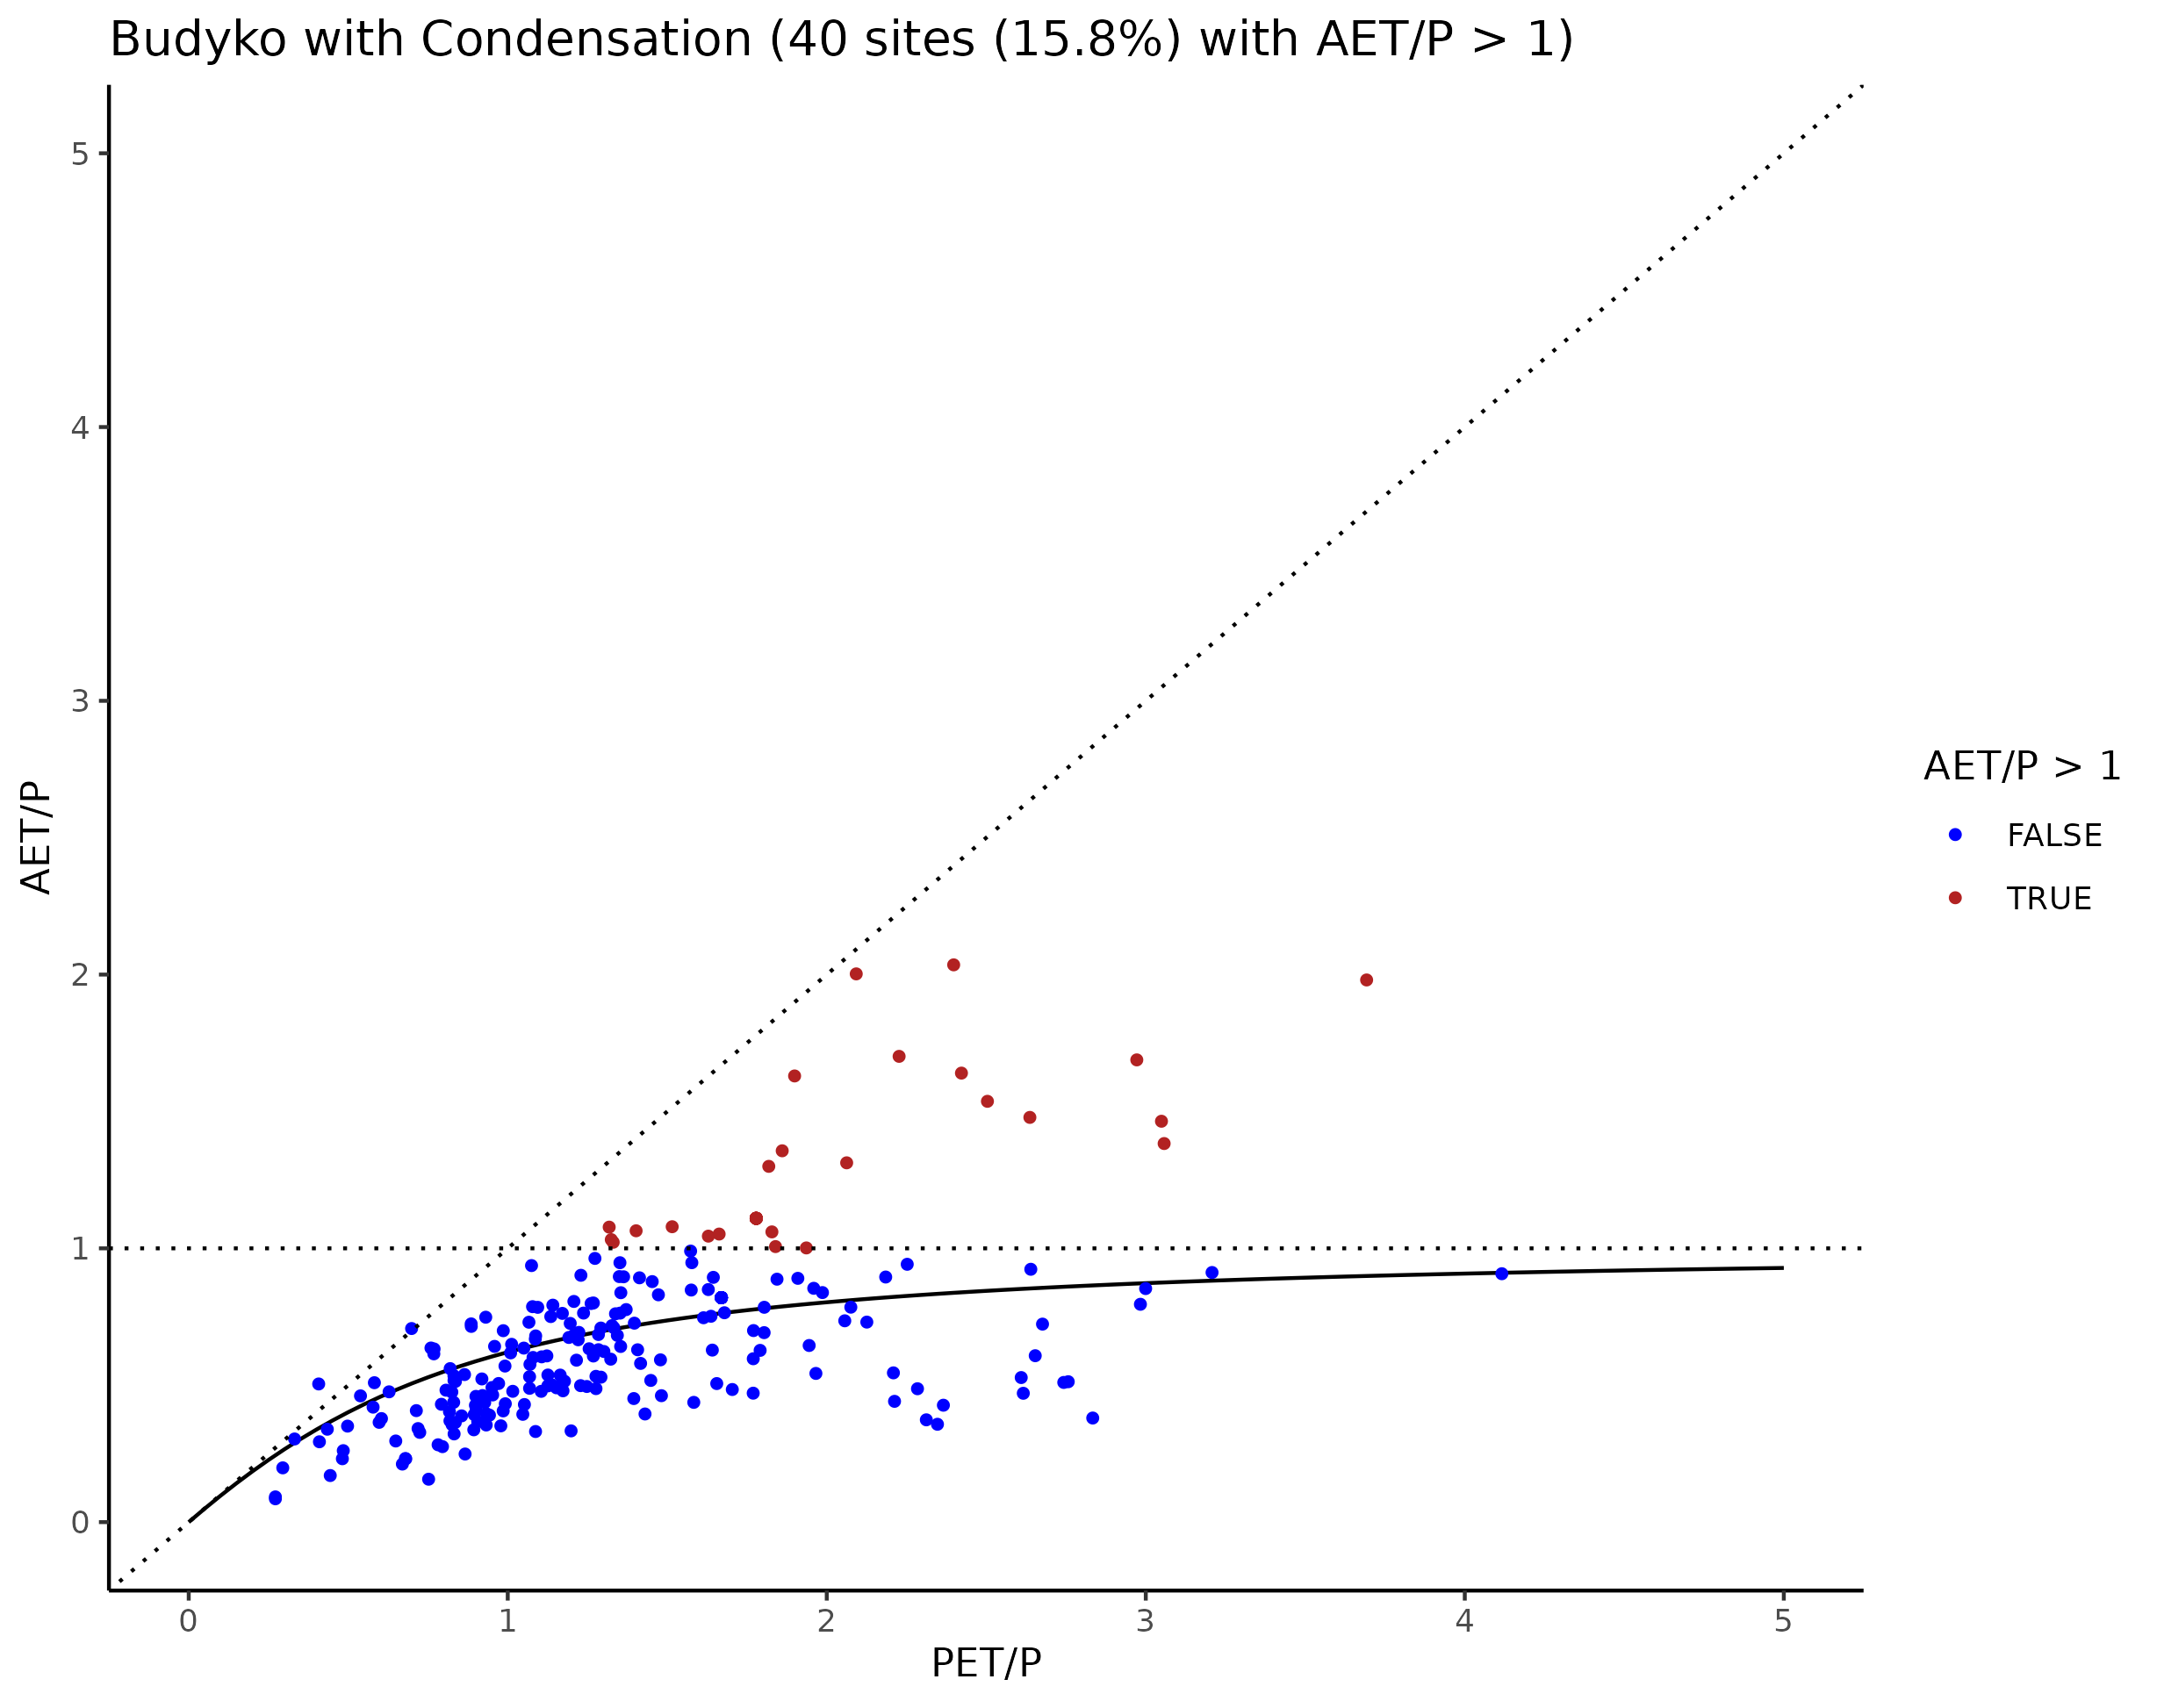 Budyko with Condensation (40 sites (15.8%) with AET/P > 1)
5
4
3
2
1
0
AET/P
0 1 2 3 4 5
PET/P
AET/P > 1
FALSE
TRUE